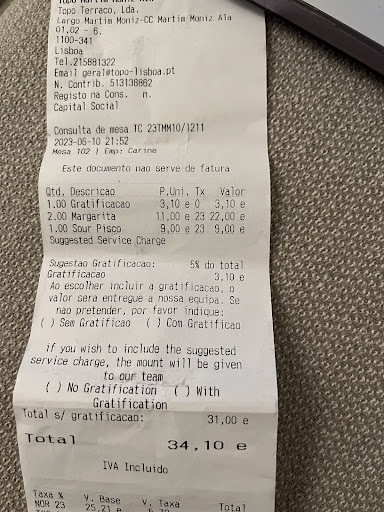 Topo Terraco, Lda.
Largo Martim Moniz-CC Martim Moniz Ala
01.02 - 6.
1100-341
Lisboa
Tel.215881322
Email geral@topo-lisboa.pt
N. Contrib. 513138862
Registo na Cons. n.
Capital Social
Consulta de mesa TC 23TMM10/1211
2023-06-10 21:52
Mesa 102 / Emp: Carine
Este documento nao serve de fatura
Qtd. Descricao P.Uni. Tx Valor
1.00 Gratificacao 3,10 e 0 3,10 e
2.00 Margarita 11,00 e 23 22,00 e
1.00 Sour Pisco 9,00 e 23 9,00 e
Suggested Service Charge
Sugestao Gratificacao: 5% do total
Gratificacao 3,10 e
Ao escolher incluir a gratificacao, o
valor sera entregue a nossa equipa. Se
nao pretender, por favor indique:
( ) Sem Gratificao ( ) Com Gratificao
if you wish to include the suggested
service charge, the mount will be given
to our team
( ) No Gratification ( ) With
Gratification
Total s/ gratificacao: 31,00 e
Total 34,10 e
IVA Incluido
Taxa % V. Base V. Taxa Total
NOR 23 25,21 e